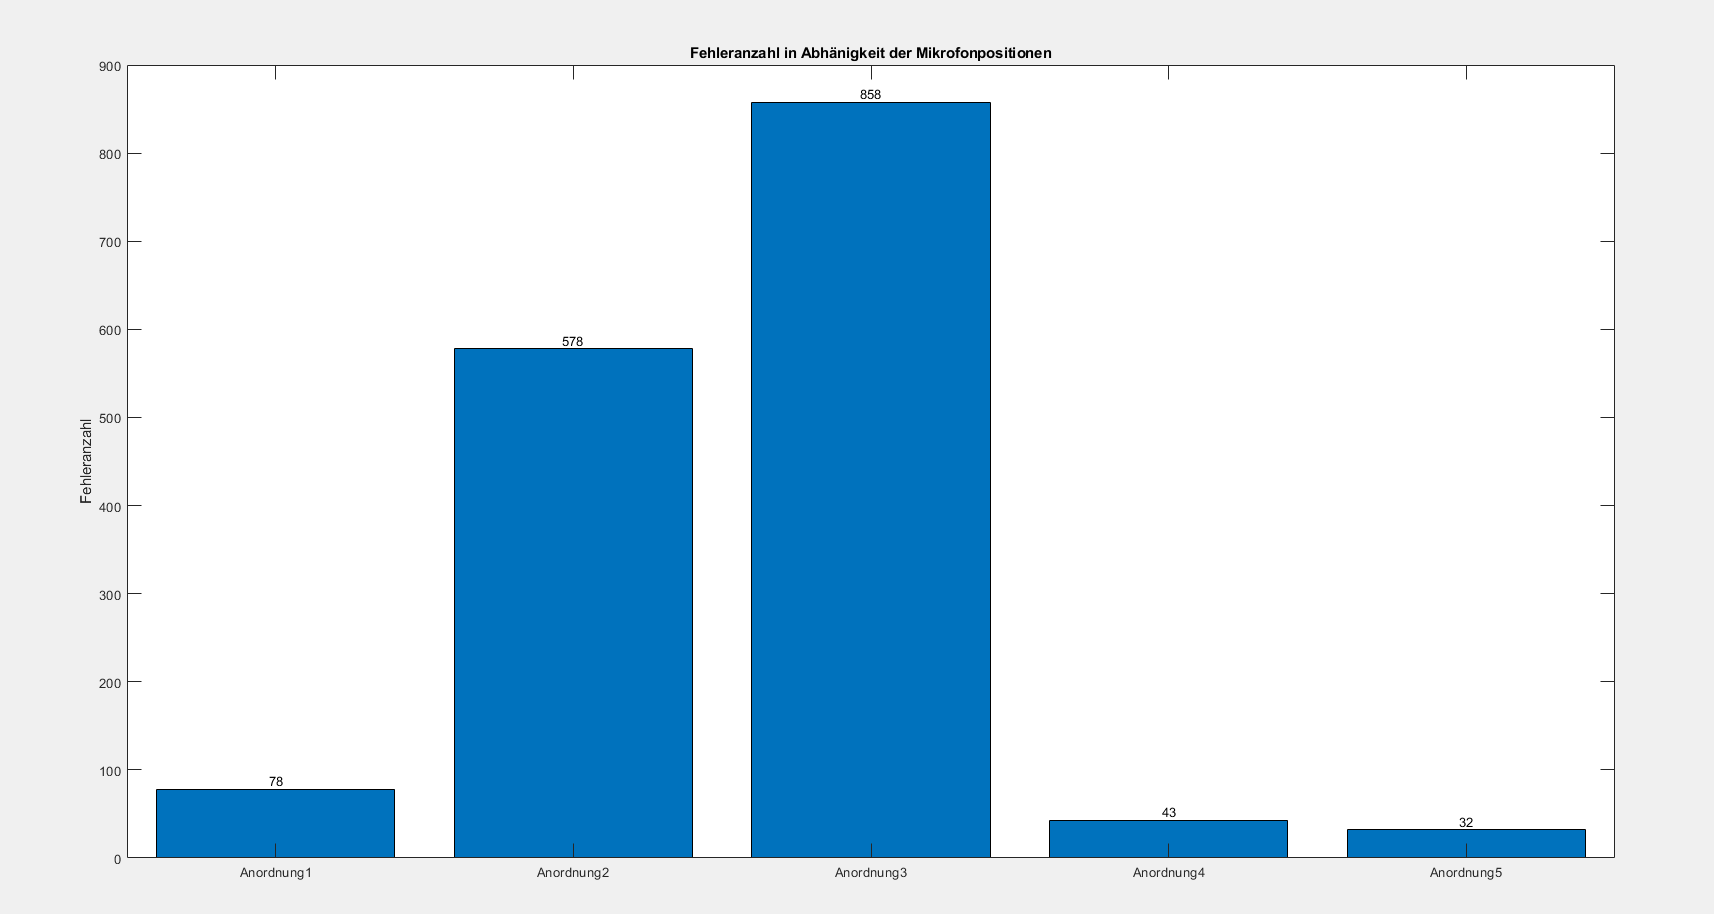 Fehleranzahl in Abhänigkeit der Mikrofonpositionen
900
800
700
600
500
400
300
200
100
0
Fehleranzahl
78
578
858
43
32
Anordnung1
Anordnung2
Anordnung3
Anordnung4
Anordnung5